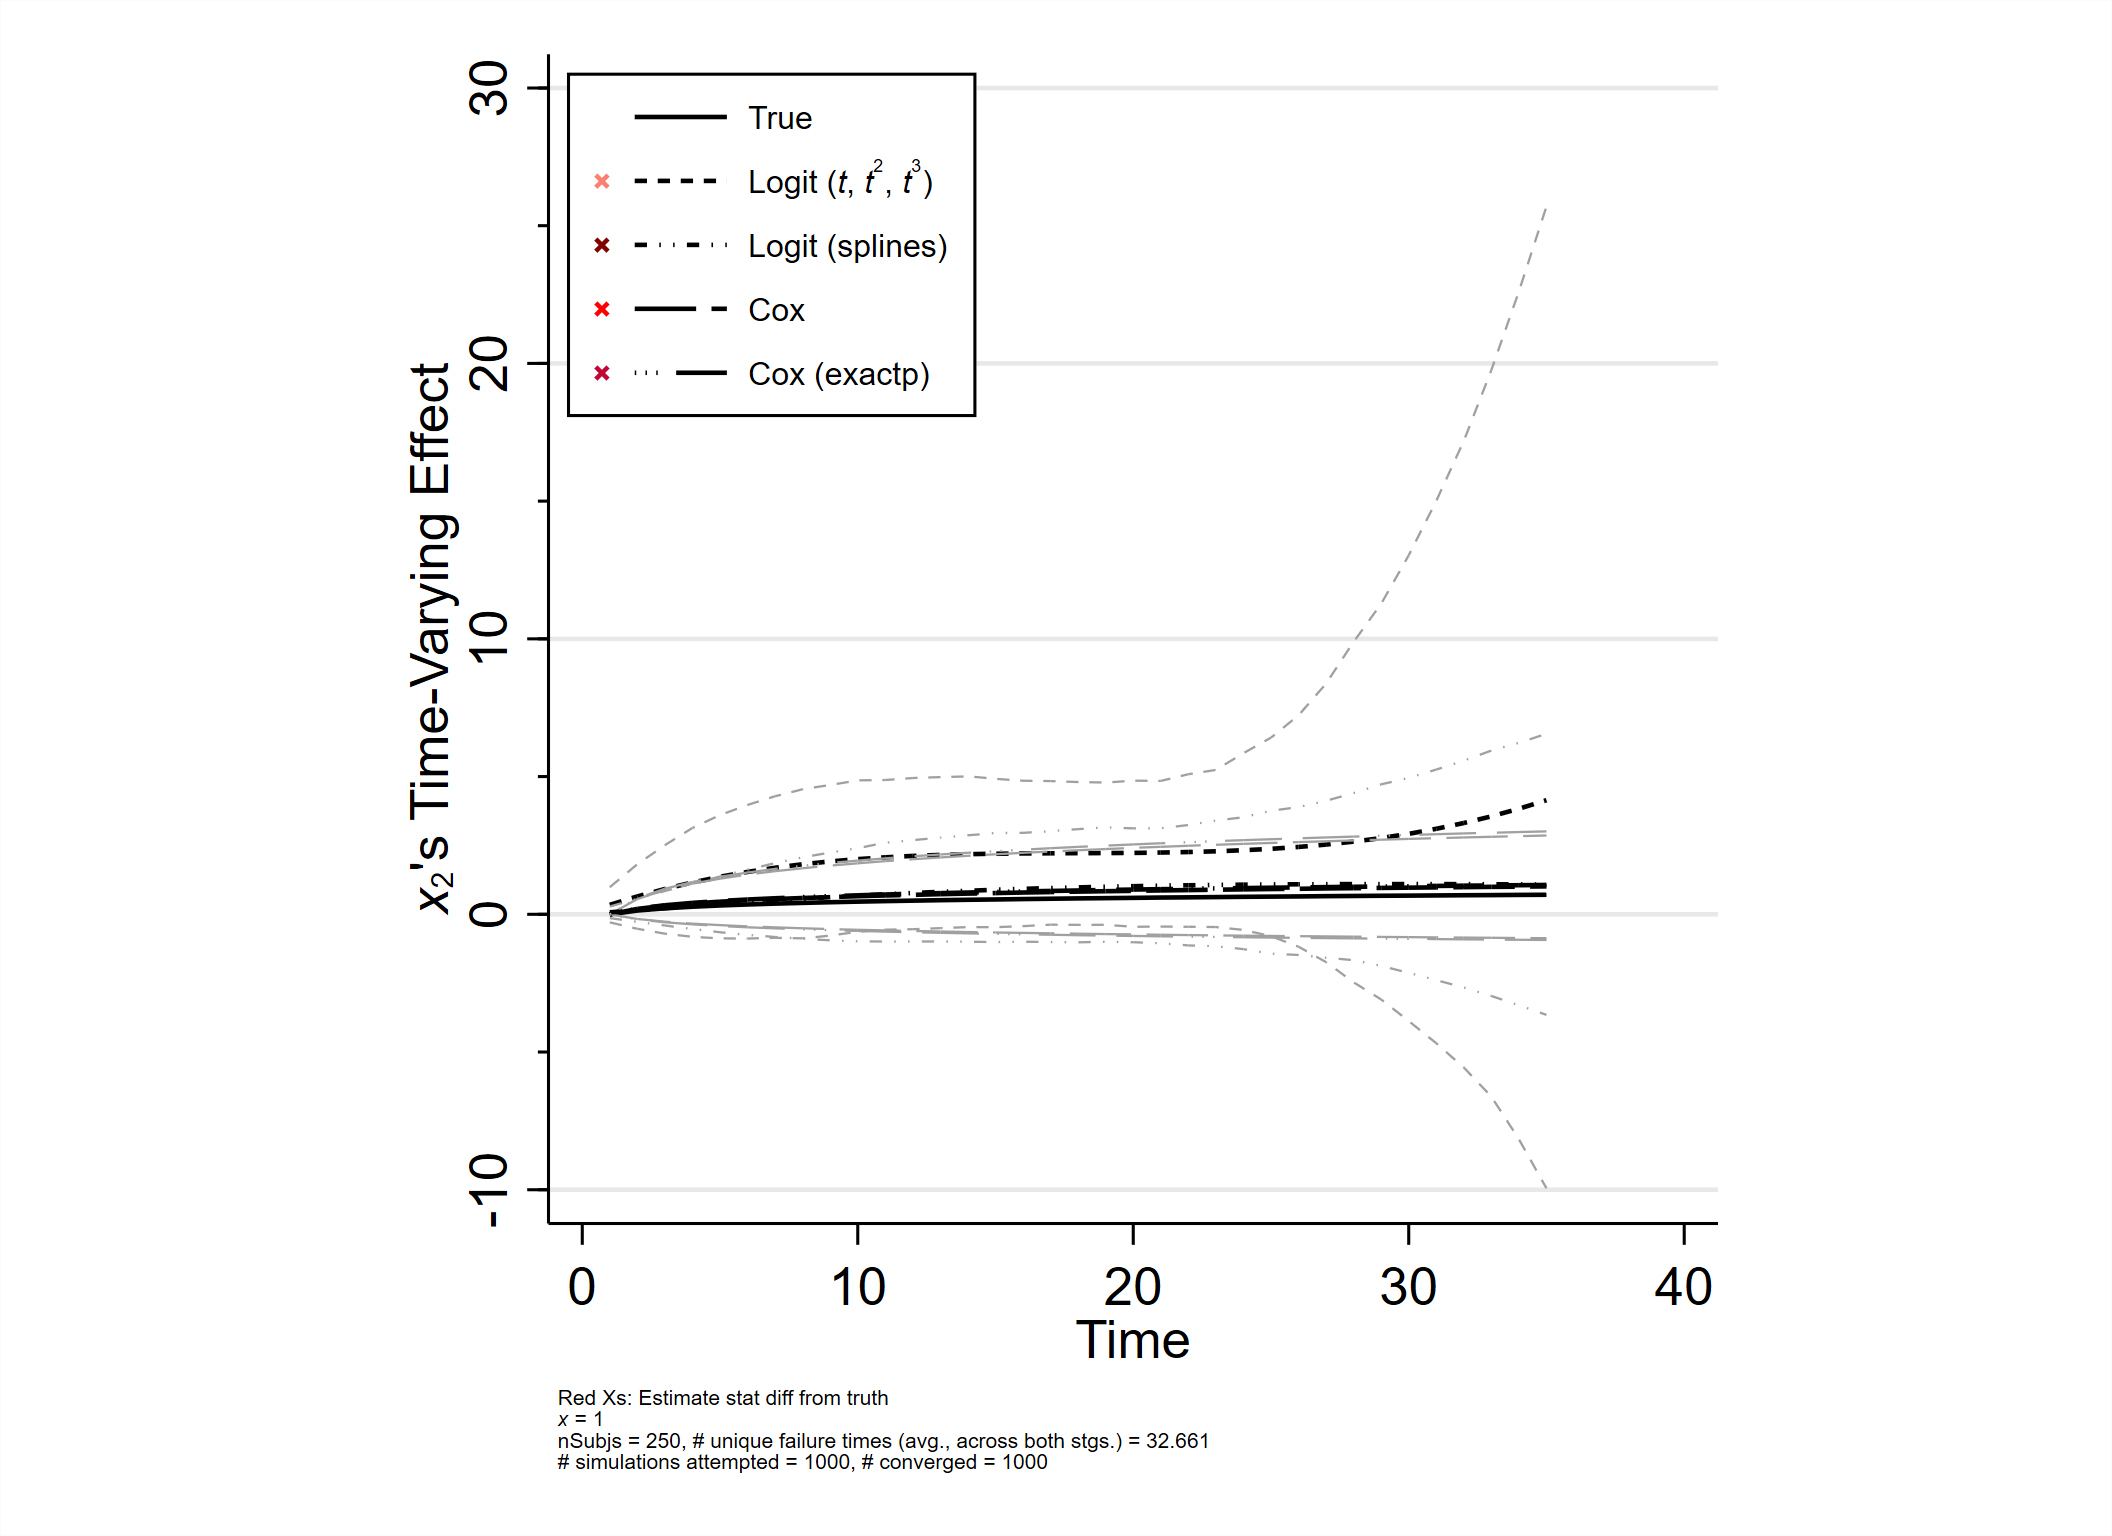 30
20
10
0
-10
x₂'s Time-Varying Effect
True
Logit (t, t², t³)
Logit (splines)
Cox
Cox (exactp)
0 10 20 30 40
Time
Red Xs: Estimate stat diff from truth
x = 1
nSubjs = 250, # unique failure times (avg., across both stgs.) = 32.661
# simulations attempted = 1000, # converged = 1000